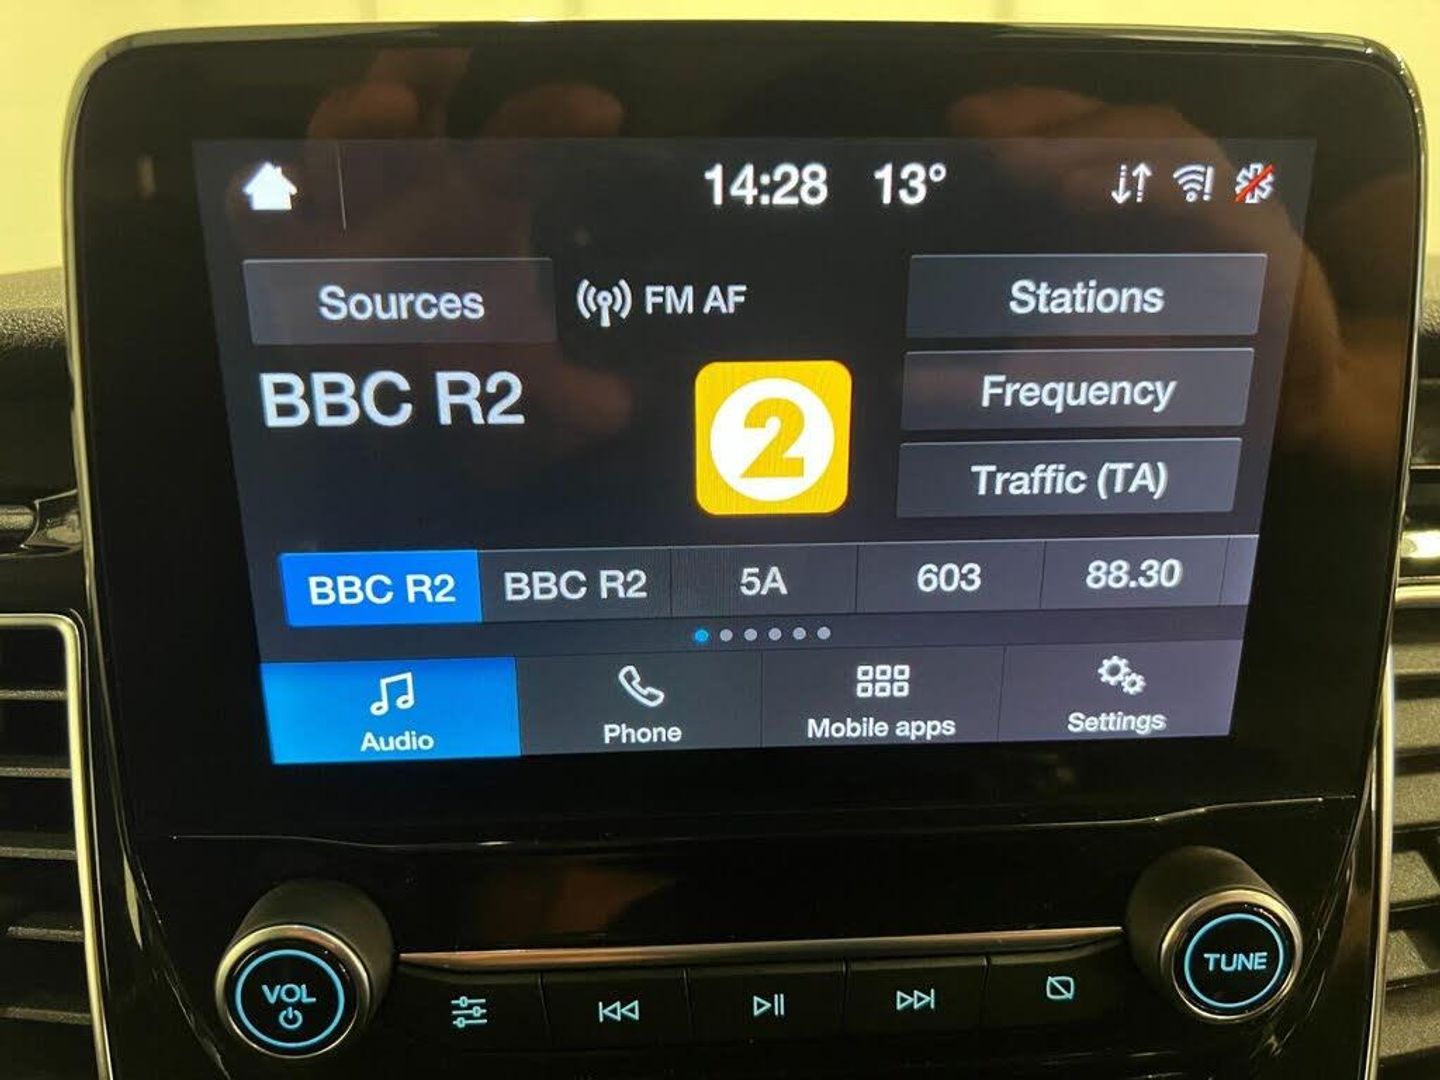 14:28 13°
Sources
FM AF
Stations
BBC R2
2
Frequency
Traffic (TA)
BBC R2
BBC R2
5A
603
88.30
Audio
Phone
Mobile apps
Settings
VOL
TUNE